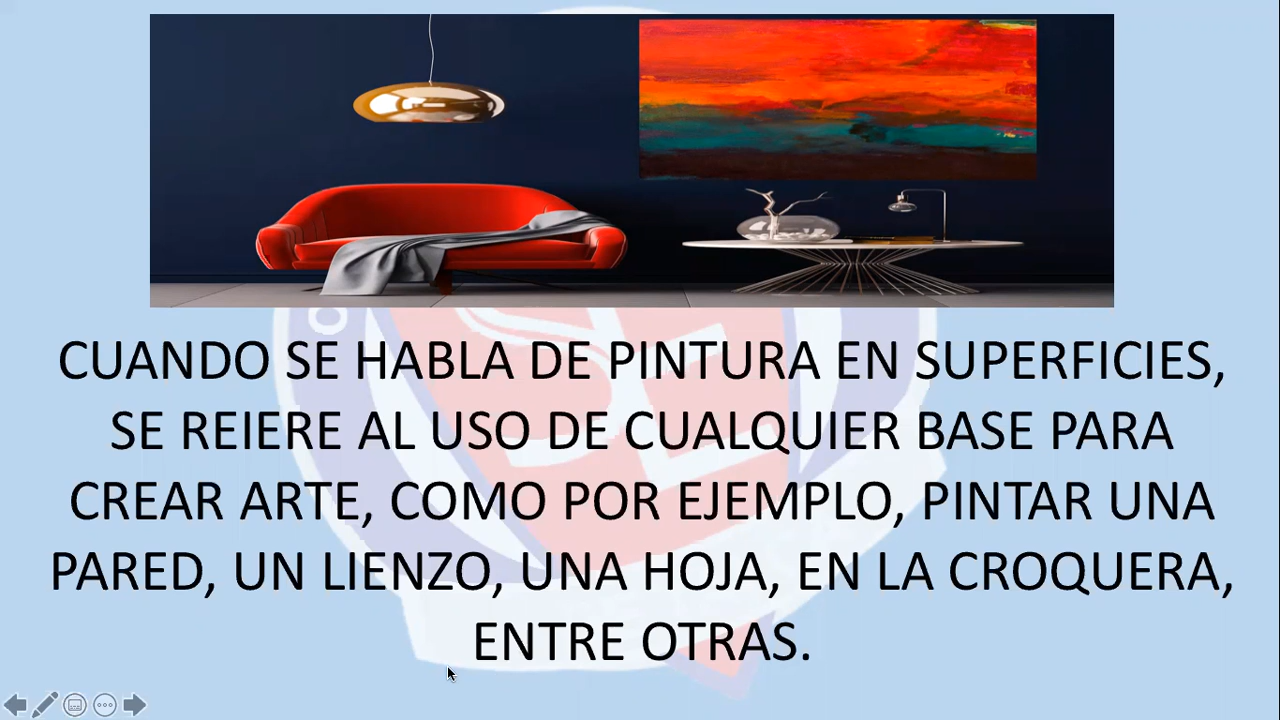 CUANDO SE HABLA DE PINTURA EN SUPERFICIES,
SE REIERE AL USO DE CUALQUIER BASE PARA
CREAR ARTE, COMO POR EJEMPLO, PINTAR UNA
PARED, UN LIENZO, UNA HOJA, EN LA CROQUERA,
ENTRE OTRAS.